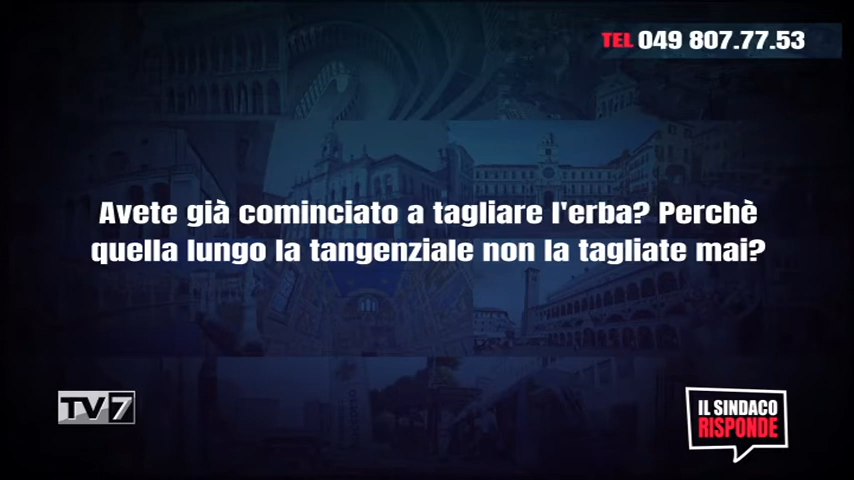 TEL 049 807.77.53
Avete già cominciato a tagliare l'erba? Perchè
quella lungo la tangenziale non la tagliate mai?
TV7
IL SINDACO
RISPONDE